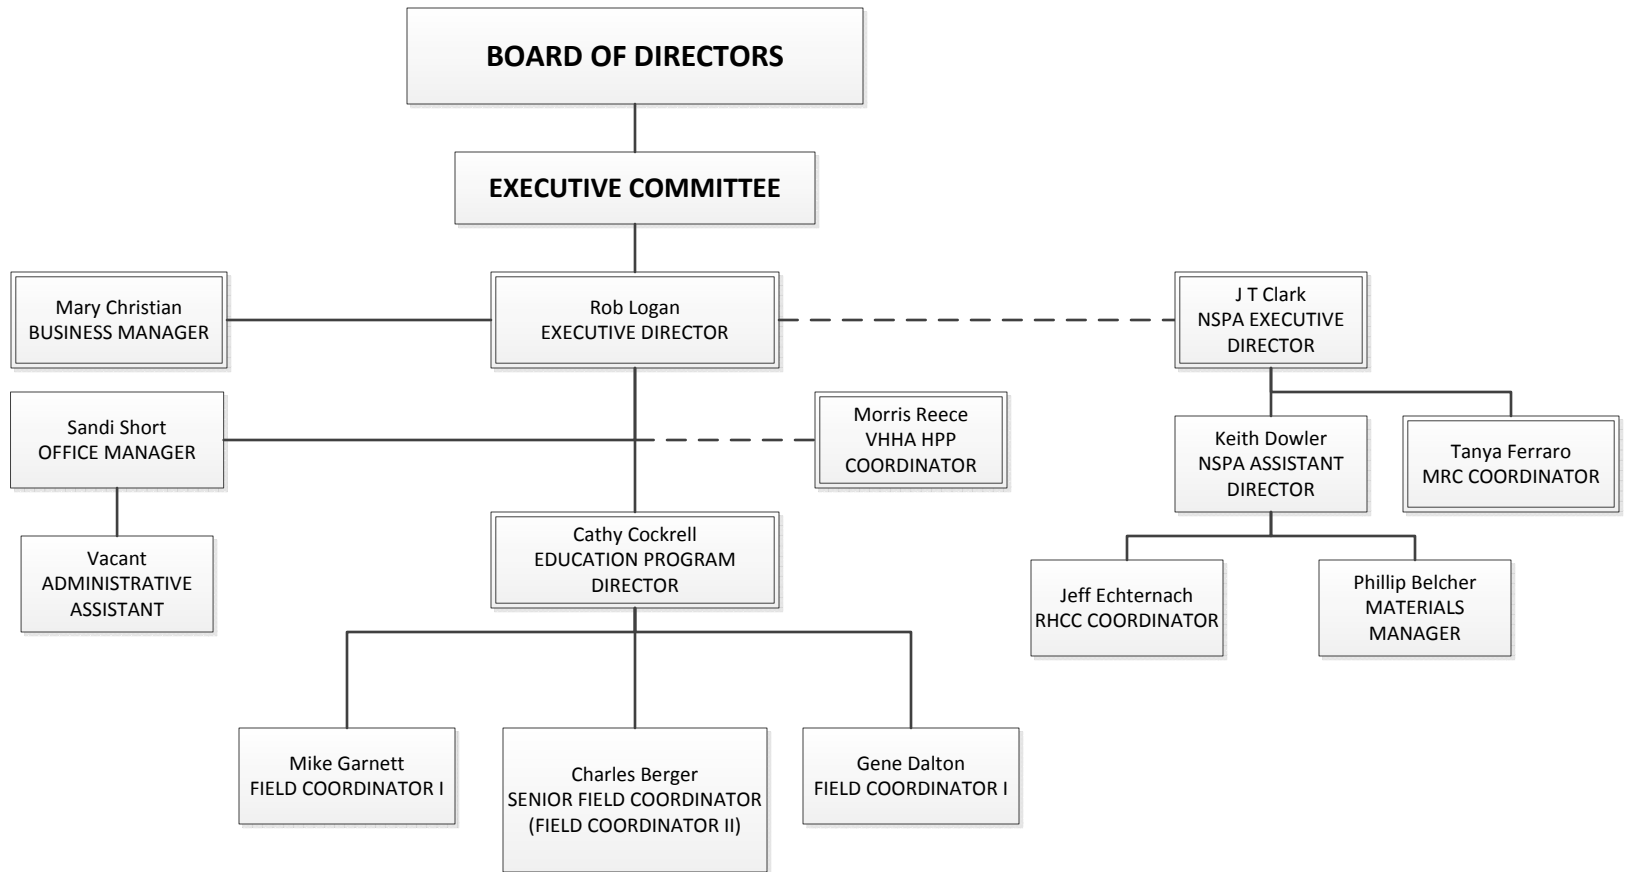 BOARD OF DIRECTORS
EXECUTIVE COMMITTEE
Mary Christian
BUSINESS MANAGER
Rob Logan
EXECUTIVE DIRECTOR
J T Clark
NSPA EXECUTIVE
DIRECTOR
Sandi Short
OFFICE MANAGER
Morris Reece
VHHA HPP
COORDINATOR
Keith Dowler
NSPA ASSISTANT
DIRECTOR
Tanya Ferraro
MRC COORDINATOR
Vacant
ADMINISTRATIVE
ASSISTANT
Cathy Cockrell
EDUCATION PROGRAM
DIRECTOR
Jeff Echternach
RHCC COORDINATOR
Phillip Belcher
MATERIALS
MANAGER
Mike Garnett
FIELD COORDINATOR I
Charles Berger
SENIOR FIELD COORDINATOR
(FIELD COORDINATOR II)
Gene Dalton
FIELD COORDINATOR I